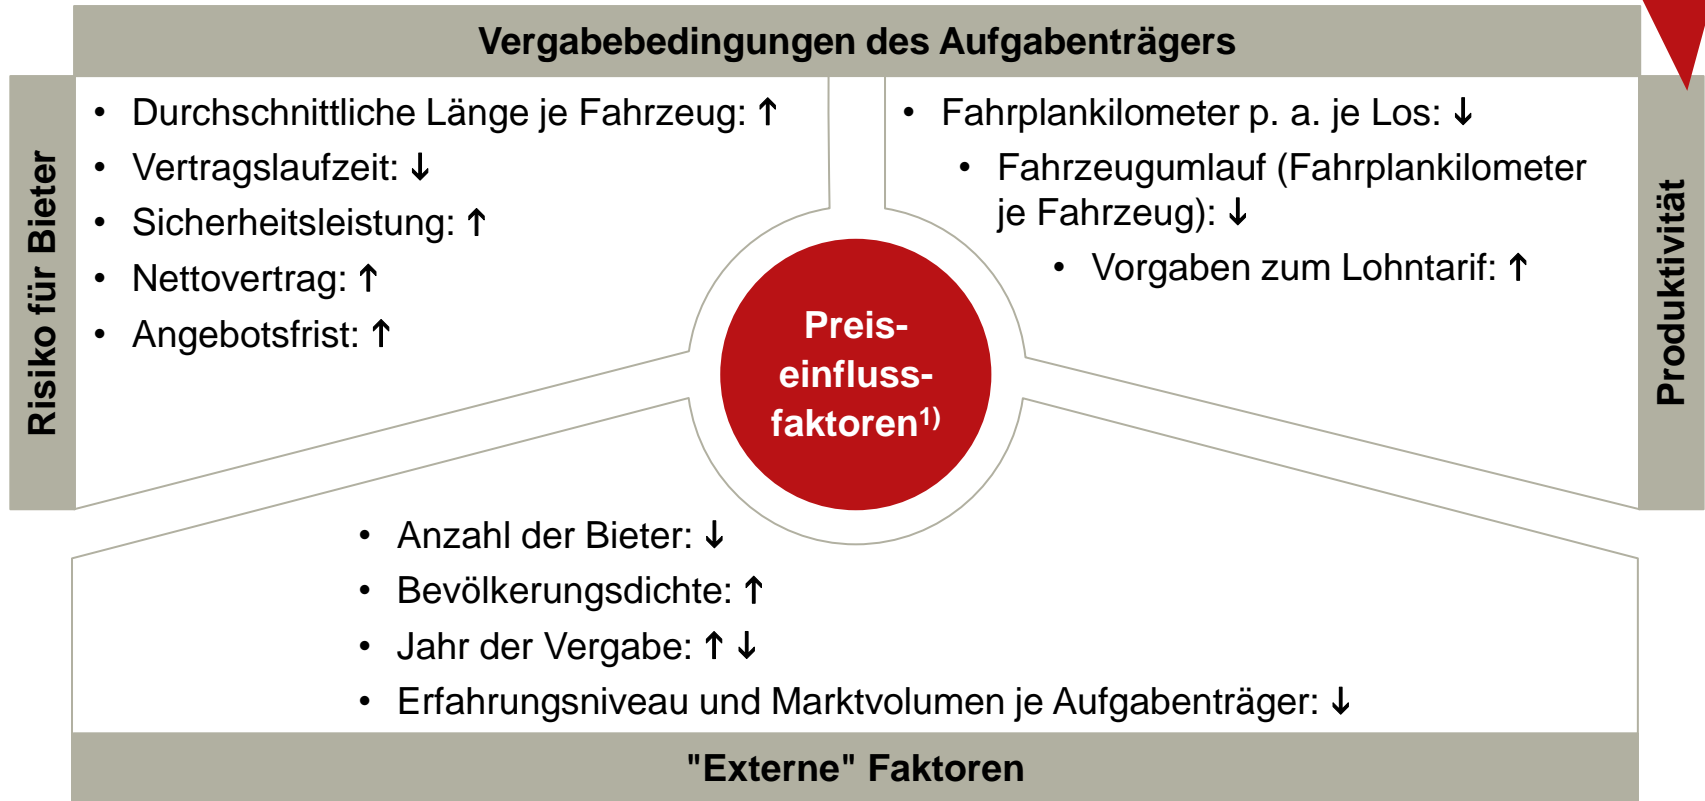 Vergabebedingungen des Aufgabenträgers
Risiko für Bieter
• Durchschnittliche Länge je Fahrzeug: ↑
• Vertragslaufzeit: ↓
• Sicherheitsleistung: ↑
• Nettovertrag: ↑
• Angebotsfrist: ↑
• Fahrplankilometer p. a. je Los: ↓
• Fahrzeugumlauf (Fahrplankilometer
je Fahrzeug): ↓
• Vorgaben zum Lohntarif: ↑
Produktivität
Preis-
einfluss-
faktoren¹⁾
• Anzahl der Bieter: ↓
• Bevölkerungsdichte: ↑
• Jahr der Vergabe: ↑ ↓
• Erfahrungsniveau und Marktvolumen je Aufgabenträger: ↓
"Externe" Faktoren